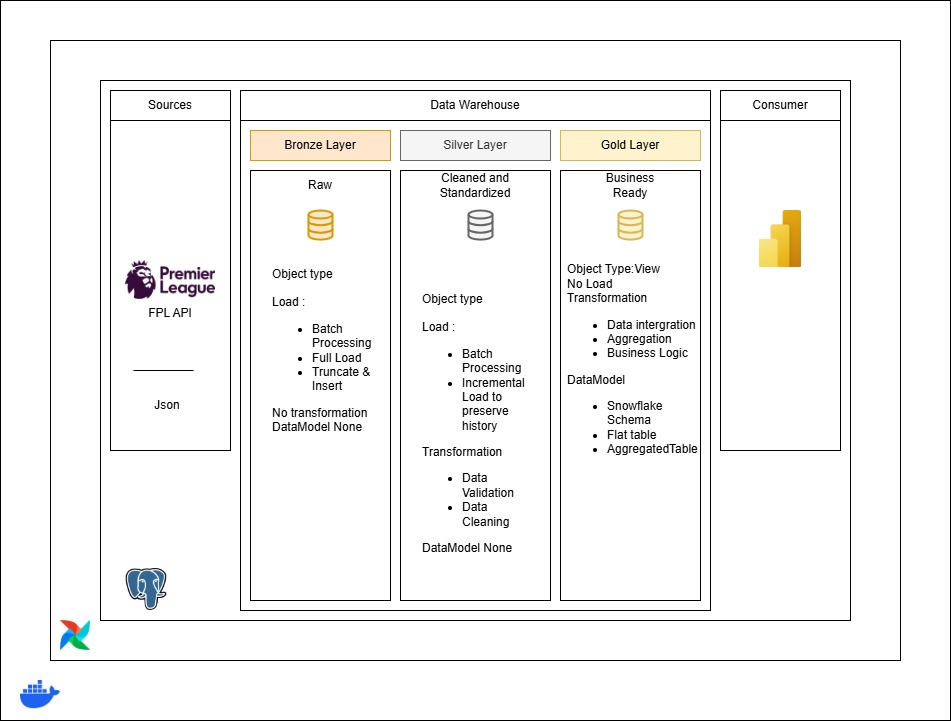 Sources
Data Warehouse
Consumer
Premier
League
FPL API
Json
Bronze Layer
Raw
Object type
Load :
Batch
Processing
Full Load
Truncate &
Insert
No transformation
DataModel None
Silver Layer
Cleaned and
Standardized
Object type
Load :
Batch
Processing
Incremental
Load to
preserve
history
Transformation
Data
Validation
Data
Cleaning
DataModel None
Gold Layer
Business
Ready
Object Type:View
No Load
Transformation
Data intergration
Aggregation
Business Logic
DataModel
Snowflake
Schema
Flat table
AggregatedTable